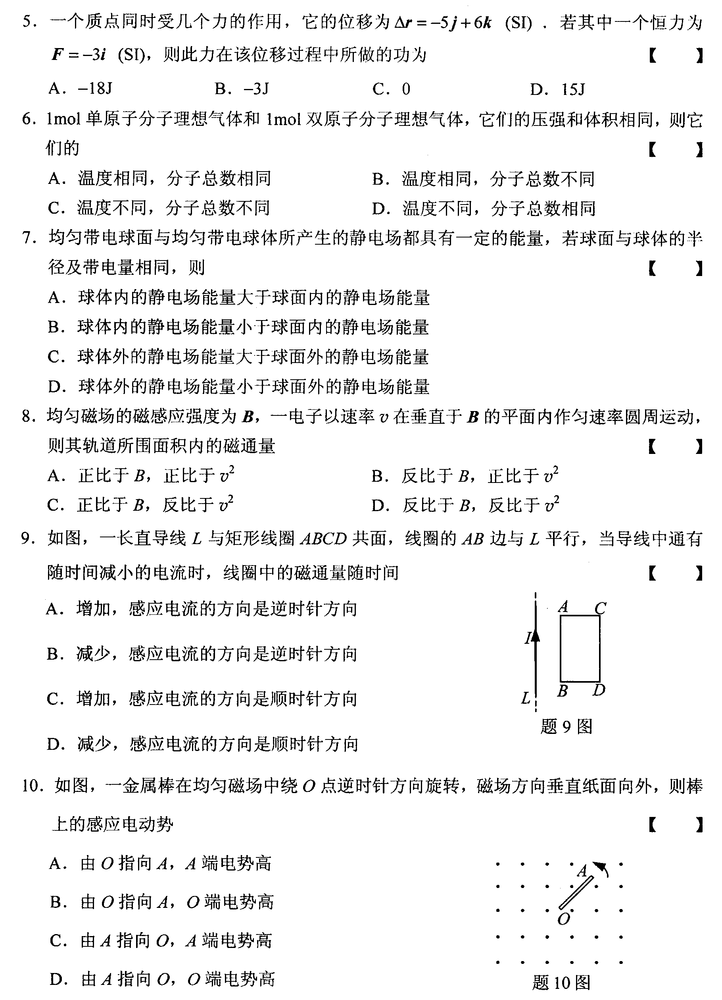 5. 一个质点同时受几个力的作用，它的位移为 Δr = −5j + 6k (SI) . 若其中一个恒力为
F = −3i (SI)，则此力在该位移过程中所做的功为 【 】
A. −18J B. −3J C. 0 D. 15J
6. 1mol 单原子分子理想气体和 1mol 双原子分子理想气体，它们的压强和体积相同，则它
们的 【 】
A. 温度相同，分子总数相同 B. 温度相同，分子总数不同
C. 温度不同，分子总数不同 D. 温度不同，分子总数相同
7. 均匀带电球面与均匀带电球体所产生的静电场都具有一定的能量，若球面与球体的半
径及带电量相同，则 【 】
A. 球体内的静电场能量大于球面内的静电场能量
B. 球体内的静电场能量小于球面内的静电场能量
C. 球体外的静电场能量大于球面外的静电场能量
D. 球体外的静电场能量小于球面外的静电场能量
8. 均匀磁场的磁感应强度为 B，一电子以速率 v 在垂直于 B 的平面内作匀速率圆周运动，
则其轨道所围面积内的磁通量 【 】
A. 正比于 B，正比于 v² B. 反比于 B，正比于 v²
C. 正比于 B，反比于 v² D. 反比于 B，反比于 v²
9. 如图，一长直导线 L 与矩形线圈 ABCD 共面，线圈的 AB 边与 L 平行，当导线中通有
随时间减小的电流时，线圈中的磁通量随时间 【 】
A. 增加，感应电流的方向是逆时针方向
B. 减少，感应电流的方向是逆时针方向
C. 增加，感应电流的方向是顺时针方向
D. 减少，感应电流的方向是顺时针方向
A C
I
B D
L
题 9 图
10. 如图，一金属棒在均匀磁场中绕 O 点逆时针方向旋转，磁场方向垂直纸面向外，则棒
上的感应电动势 【 】
A. 由 O 指向 A，A 端电势高
B. 由 O 指向 A，O 端电势高
C. 由 A 指向 O，A 端电势高
D. 由 A 指向 O，O 端电势高
A
O
题 10 图